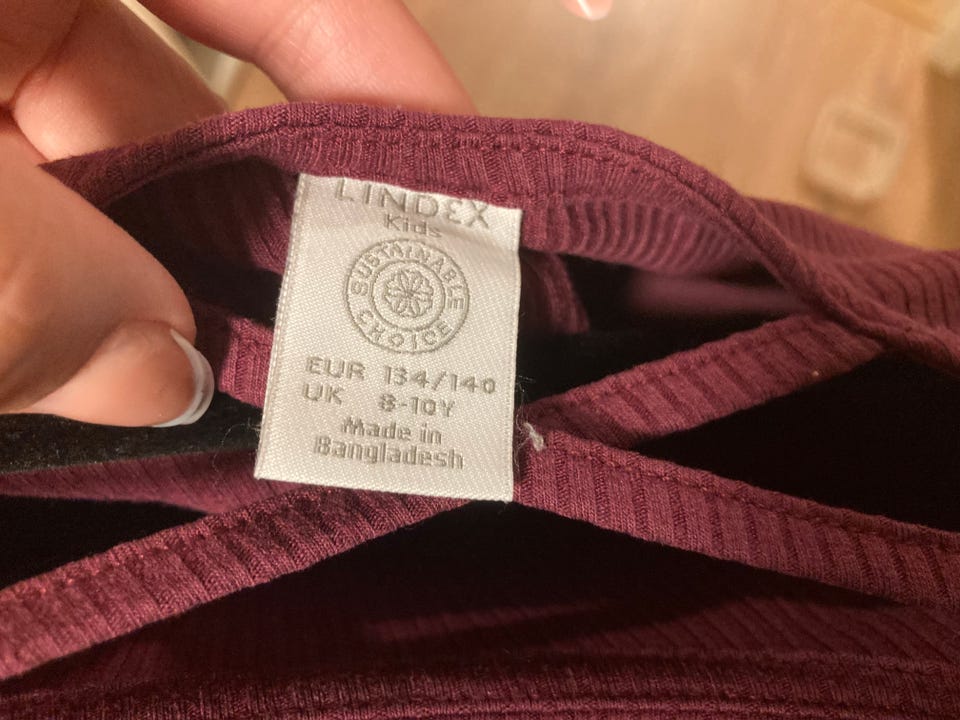 LINDEX
Kids
SUSTAINABLE
CHOICE
EUR 134/140
UK 8-10Y
Made in
Bangladesh